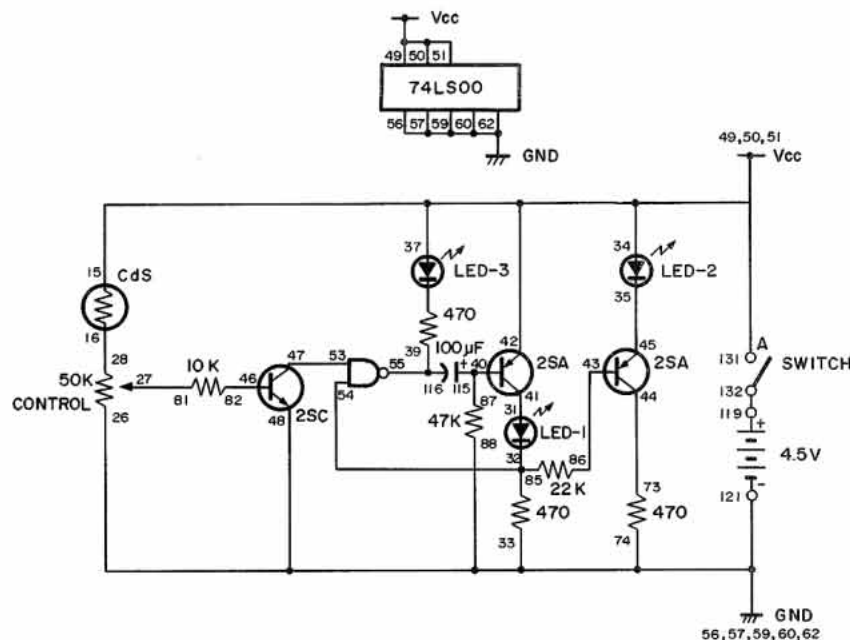 Vcc
49 50 51
74LS00
56 57 59 60 62
GND
49,50,51
Vcc
15 CdS
16
28
50K 27
CONTROL 26
10K
81 82
46 47
48 2SC
53
54
55
37
LED-3
470
39
100µF
116 + 115
40 42
2SA
41
87
47K
88
31
LED-1
32
85 86
22K
470
33
34
LED-2
35
45
43 2SA
44
73
470
74
A
131
SWITCH
132
119
+
4.5V
-
121
GND
56,57,59,60,62